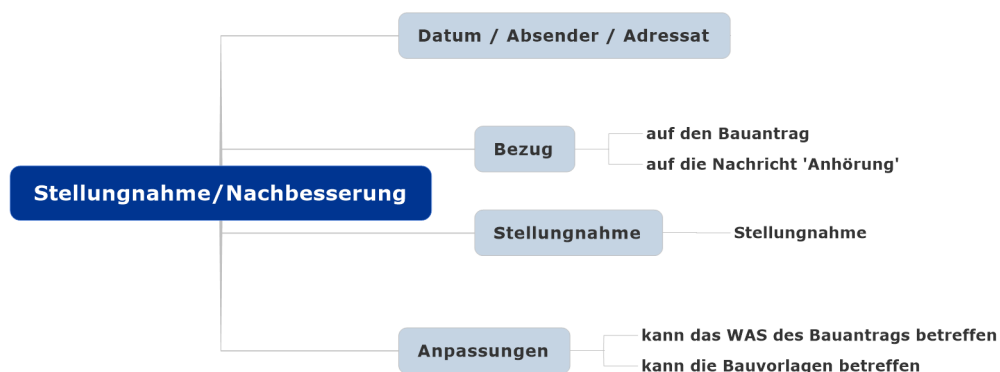 Datum / Absender / Adressat
Bezug
auf den Bauantrag
auf die Nachricht 'Anhörung'
Stellungnahme/Nachbesserung
Stellungnahme
Stellungnahme
Anpassungen
kann das WAS des Bauantrags betreffen
kann die Bauvorlagen betreffen